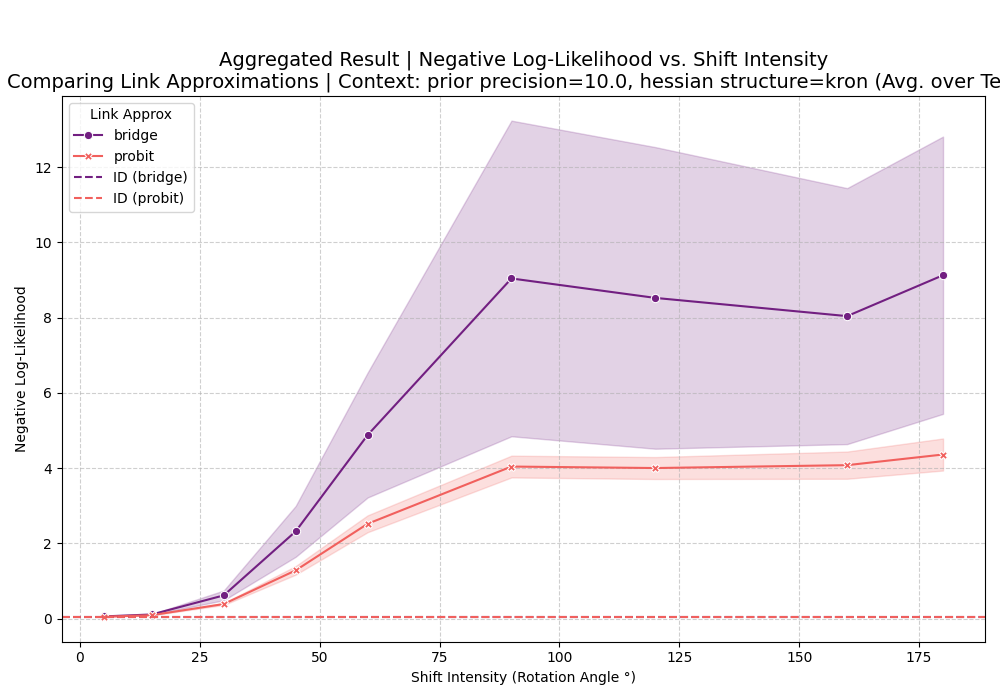 Aggregated Result | Negative Log-Likelihood vs. Shift Intensity
Comparing Link Approximations | Context: prior precision=10.0, hessian structure=kron (Avg. over Te
Link Approx
bridge
probit
ID (bridge)
ID (probit)
Negative Log-Likelihood
12
10
8
6
4
2
0
0
25
50
75
100
125
150
175
Shift Intensity (Rotation Angle °)